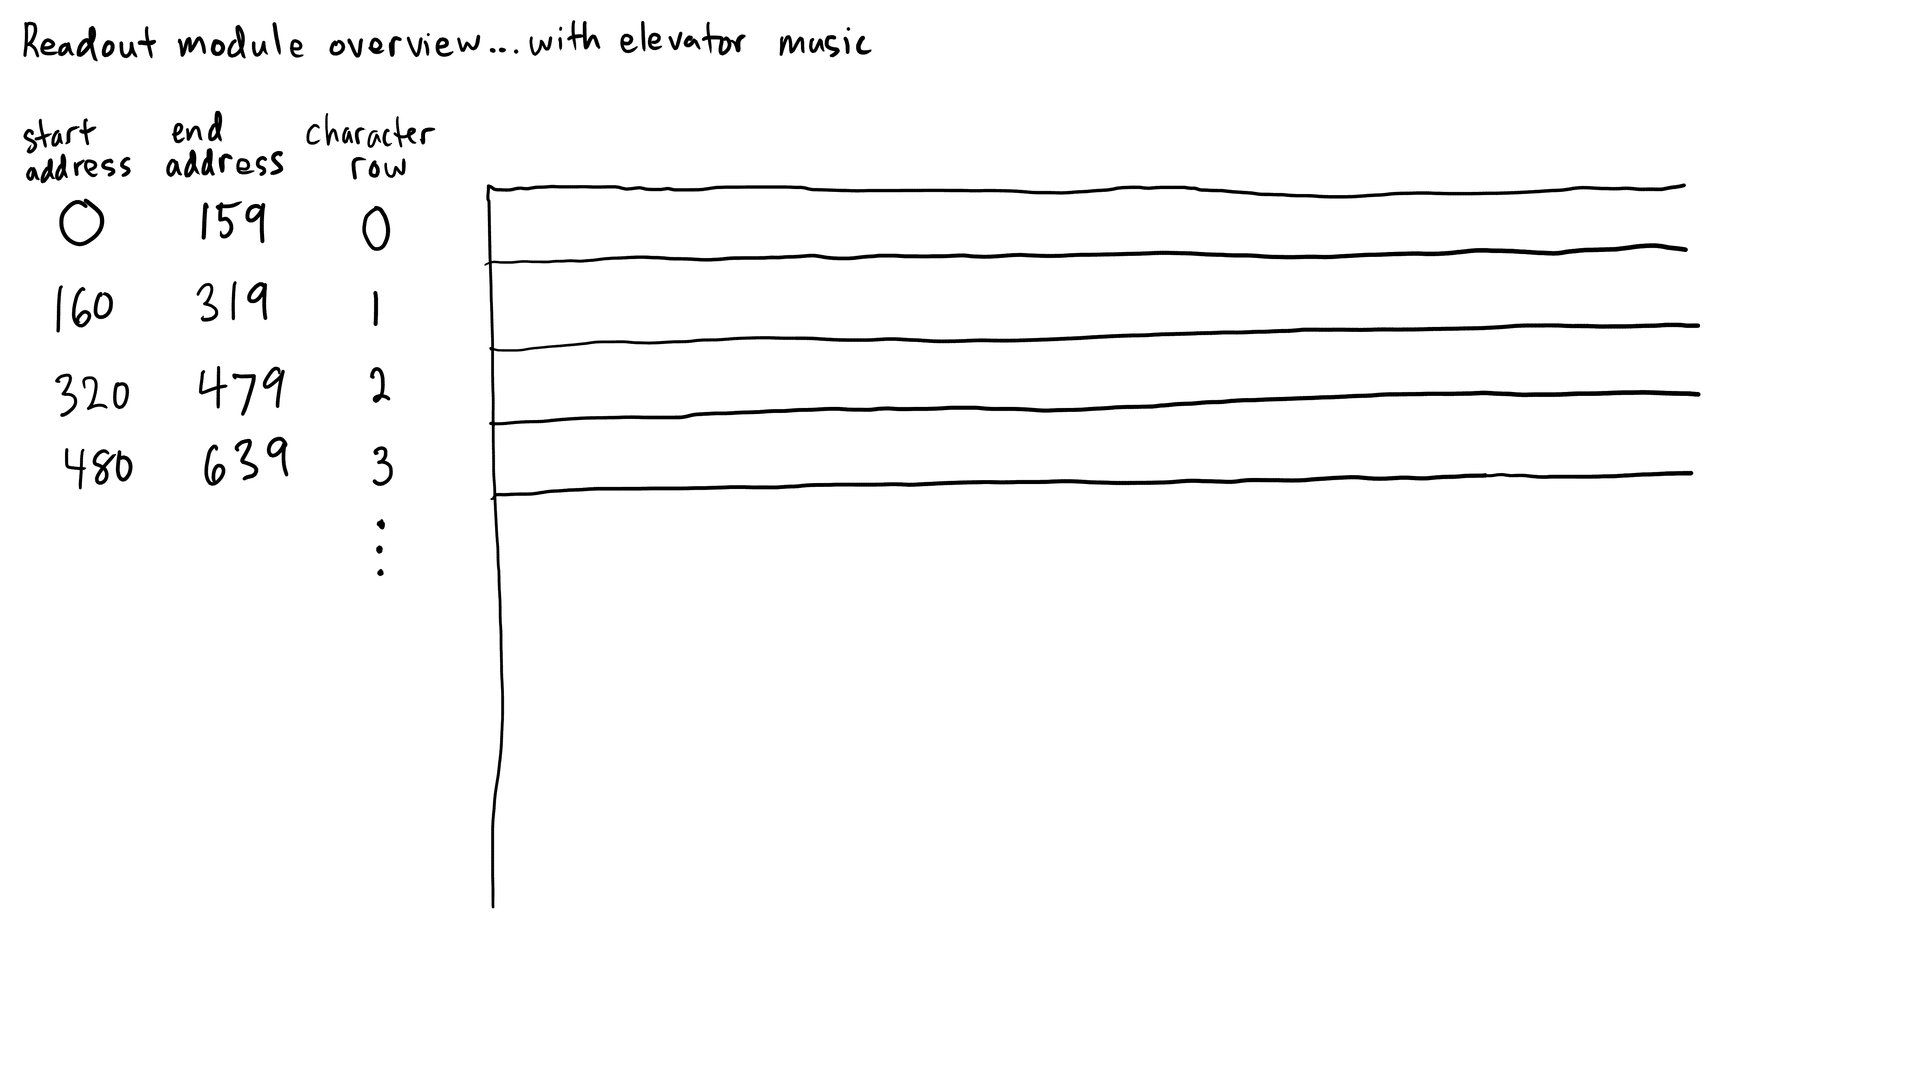 Readout module overview...with elevator music
start address end address character row
0 159 0
160 319 1
320 479 2
480 639 3
⋮